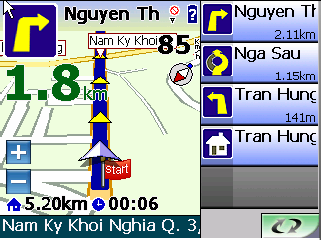 Nguyen Th ?
Nam Ky Khoi
85
1.8km
Start
5.20km 00:06
Nam Ky Khoi Nghia Q. 3,
Nguyen Th
2.11km
Nga Sau
1.15km
Tran Hung
141m
Tran Hung